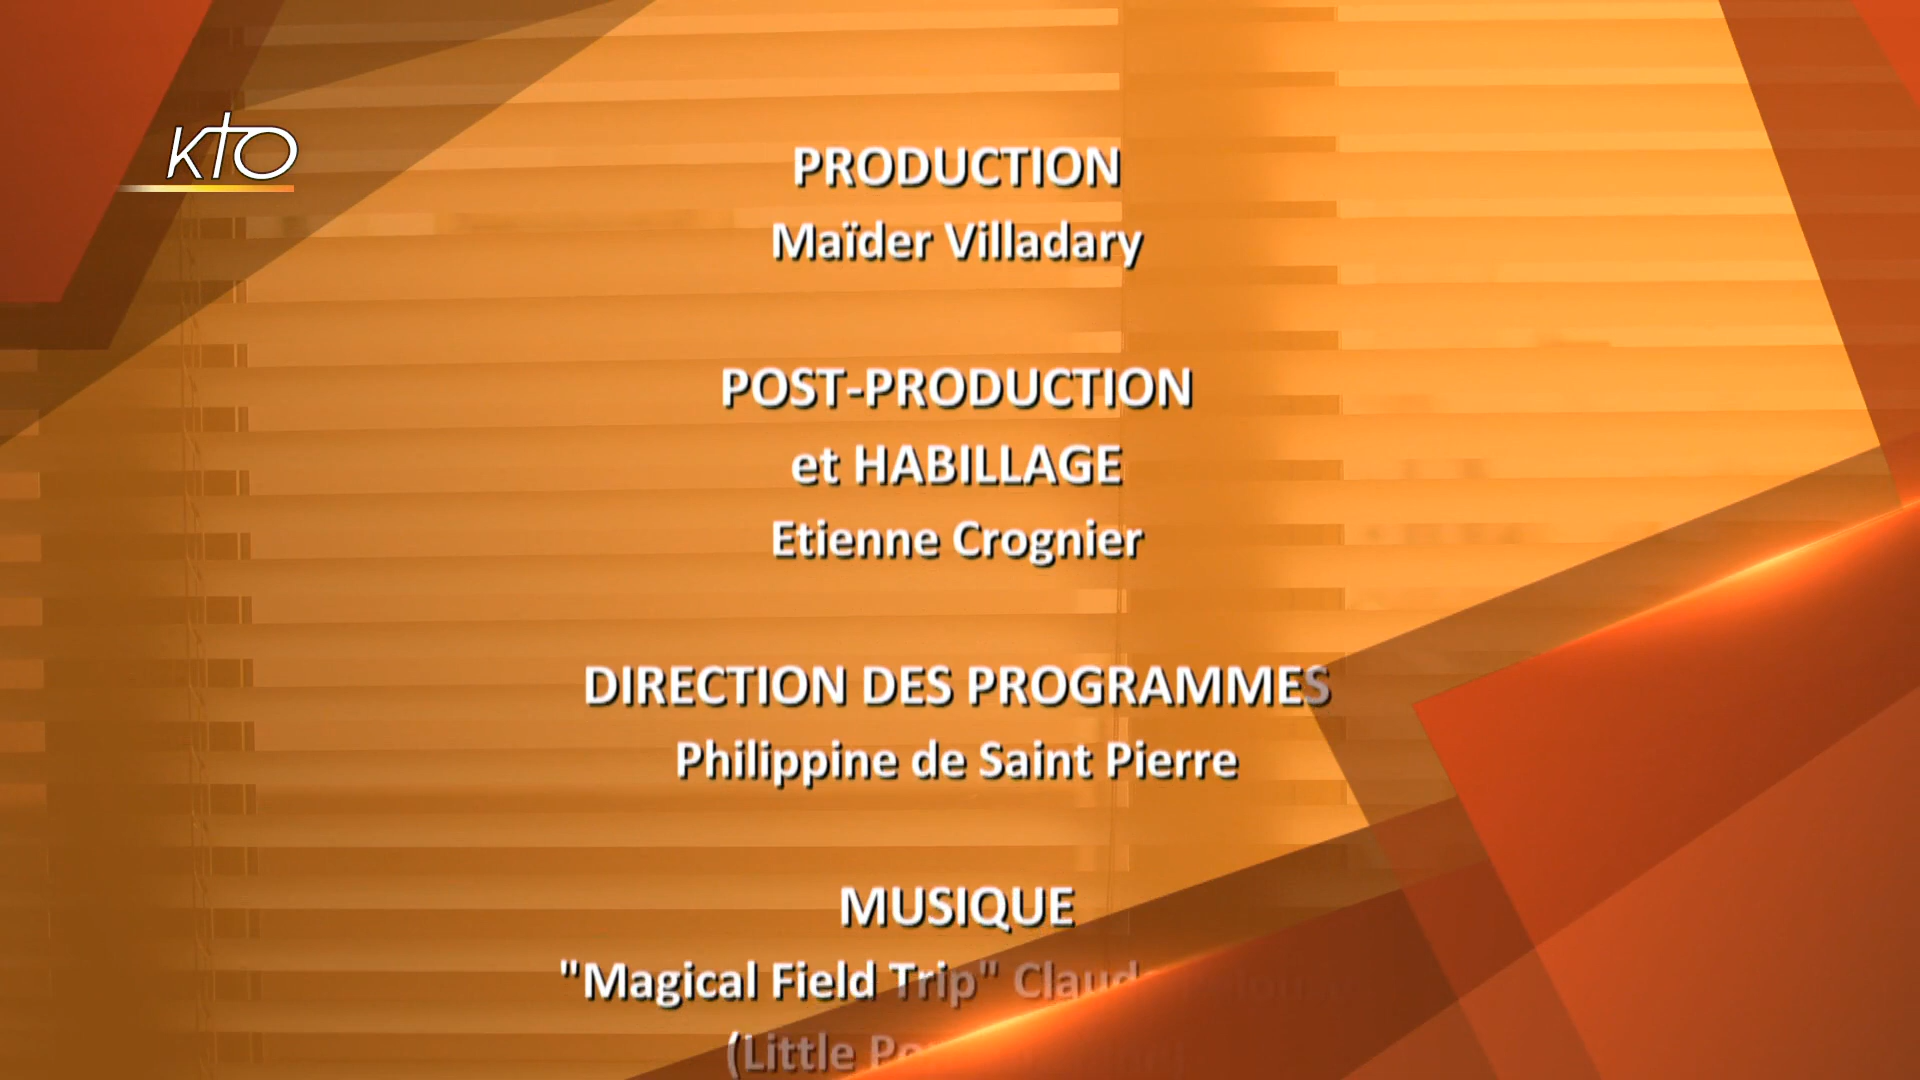 KTO
PRODUCTION
Maïder Villadary
POST-PRODUCTION
et HABILLAGE
Etienne Crognier
DIRECTION DES PROGRAMMES
Philippine de Saint Pierre
MUSIQUE
"Magical Field Trip"
(Little